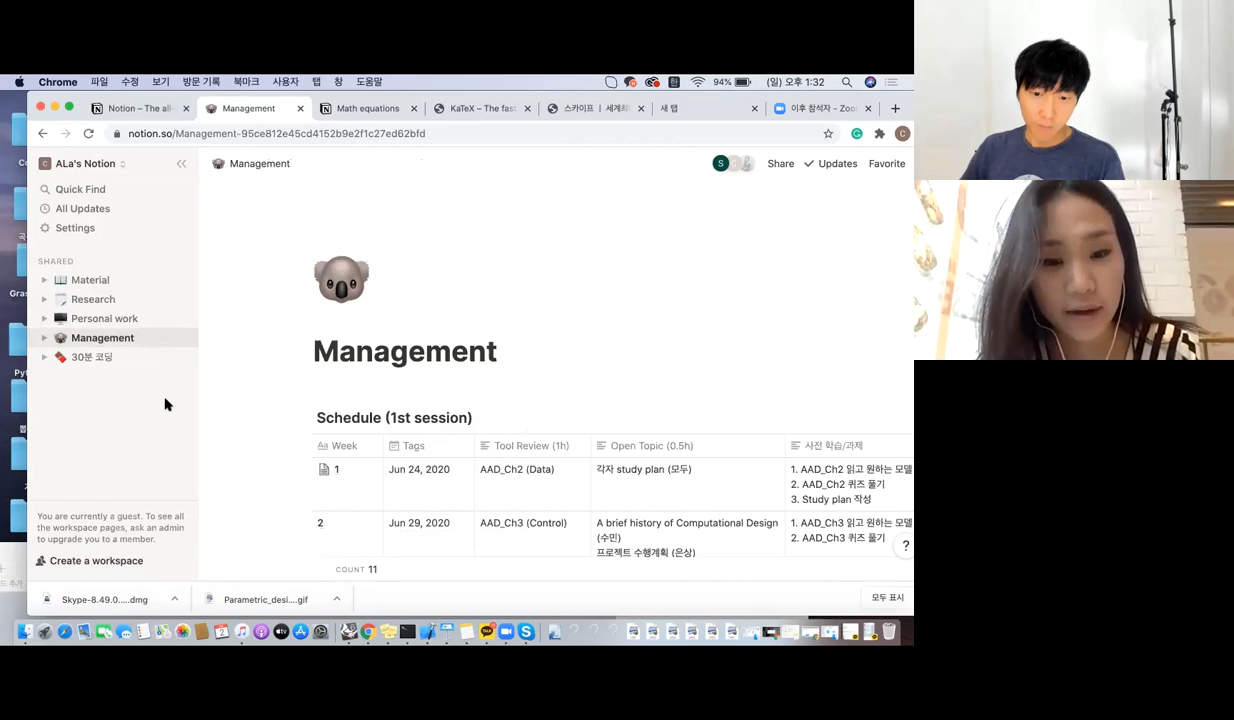 Chrome 파일 수정 보기 방문 기록 북마크 사용자 탭 창 도움말 94% (일) 오후 1:32
Notion – The all- Management Math equations KaTeX – The fas 스카이프 | 세계최 새 탭 이후 참석자 - Zoo
notion.so/Management-95ce812e45cd4152b9e2f1c27ed62bfd
ALa's Notion
Management
Share
Updates
Favorite
Quick Find
All Updates
Settings
SHARED
Material
Research
Personal work
Management
30분 코딩
Management
Schedule (1st session)
Week Tags Tool Review (1h) Open Topic (0.5h) 사전 학습/과제
1 Jun 24, 2020 AAD_Ch2 (Data) 각자 study plan (모두) 1. AAD_Ch2 읽고 원하는 모델
2. AAD_Ch2 퀴즈 풀기
3. Study plan 작성
2 Jun 29, 2020 AAD_Ch3 (Control) A brief history of Computational Design 1. AAD_Ch3 읽고 원하는 모델
(수민) 2. AAD_Ch3 퀴즈 풀기
프로젝트 수행계획 (은상)
COUNT 11
You are currently a guest. To see all
the workspace pages, ask an admin
to upgrade you to a member.
Create a workspace
Skype-8.49.0.....dmg Parametric_desi....gif 모두 표시